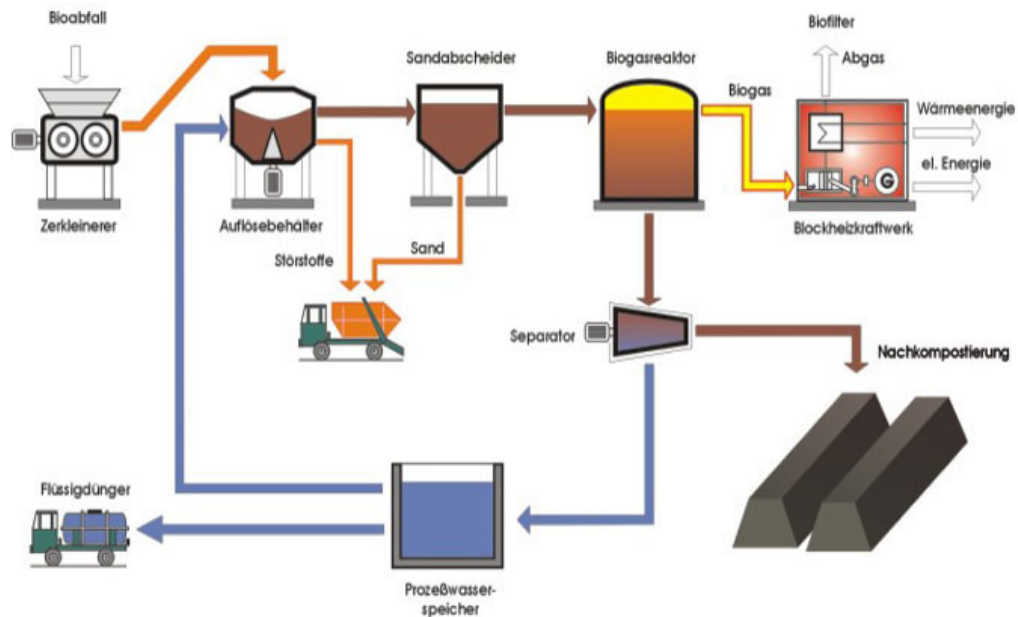 Bioabfall
Zerkleinerer
Auflösebehälter
Störstoffe
Sandabscheider
Sand
Biogasreaktor
Biogas
Biofilter
Abgas
Wärmeenergie
el. Energie
G
Blockheizkraftwerk
Separator
Nachkompostierung
Flüssigdünger
Prozeßwasser-
speicher